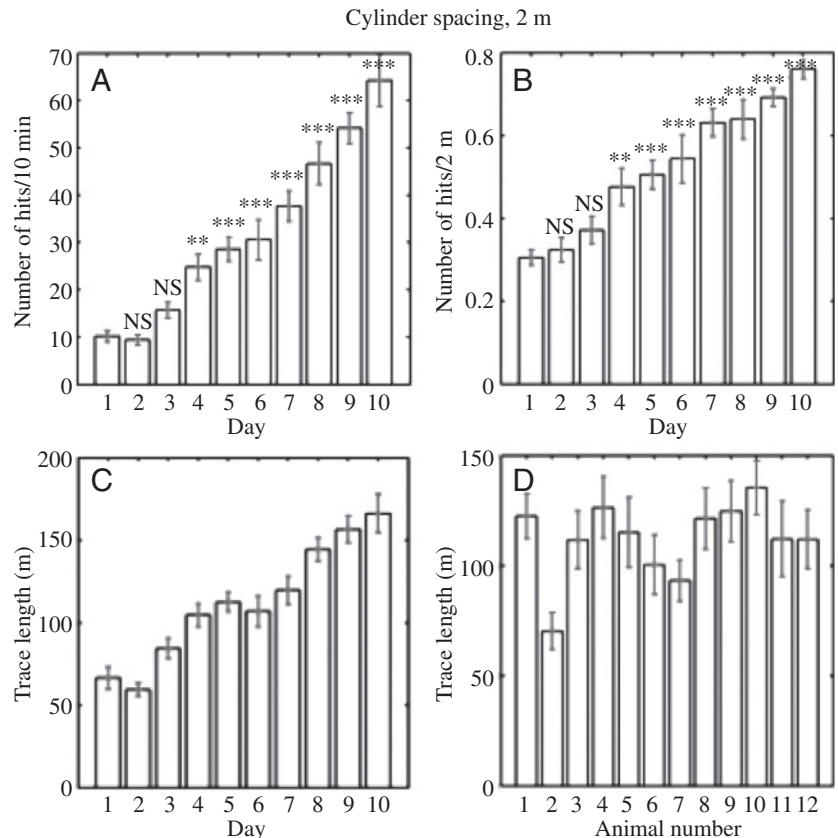 Cylinder spacing, 2 m
A
Number of hits/10 min
70
60
50
40
30
20
10
0
NS
NS
**
***
***
***
***
***
***
1 2 3 4 5 6 7 8 9 10
Day
B
Number of hits/2 m
0.8
0.6
0.4
0.2
0
NS
NS
**
***
***
***
***
***
***
1 2 3 4 5 6 7 8 9 10
Day
C
Trace length (m)
200
150
100
50
0
1 2 3 4 5 6 7 8 9 10
Day
D
Trace length (m)
150
100
50
0
1 2 3 4 5 6 7 8 9 10 11 12
Animal number